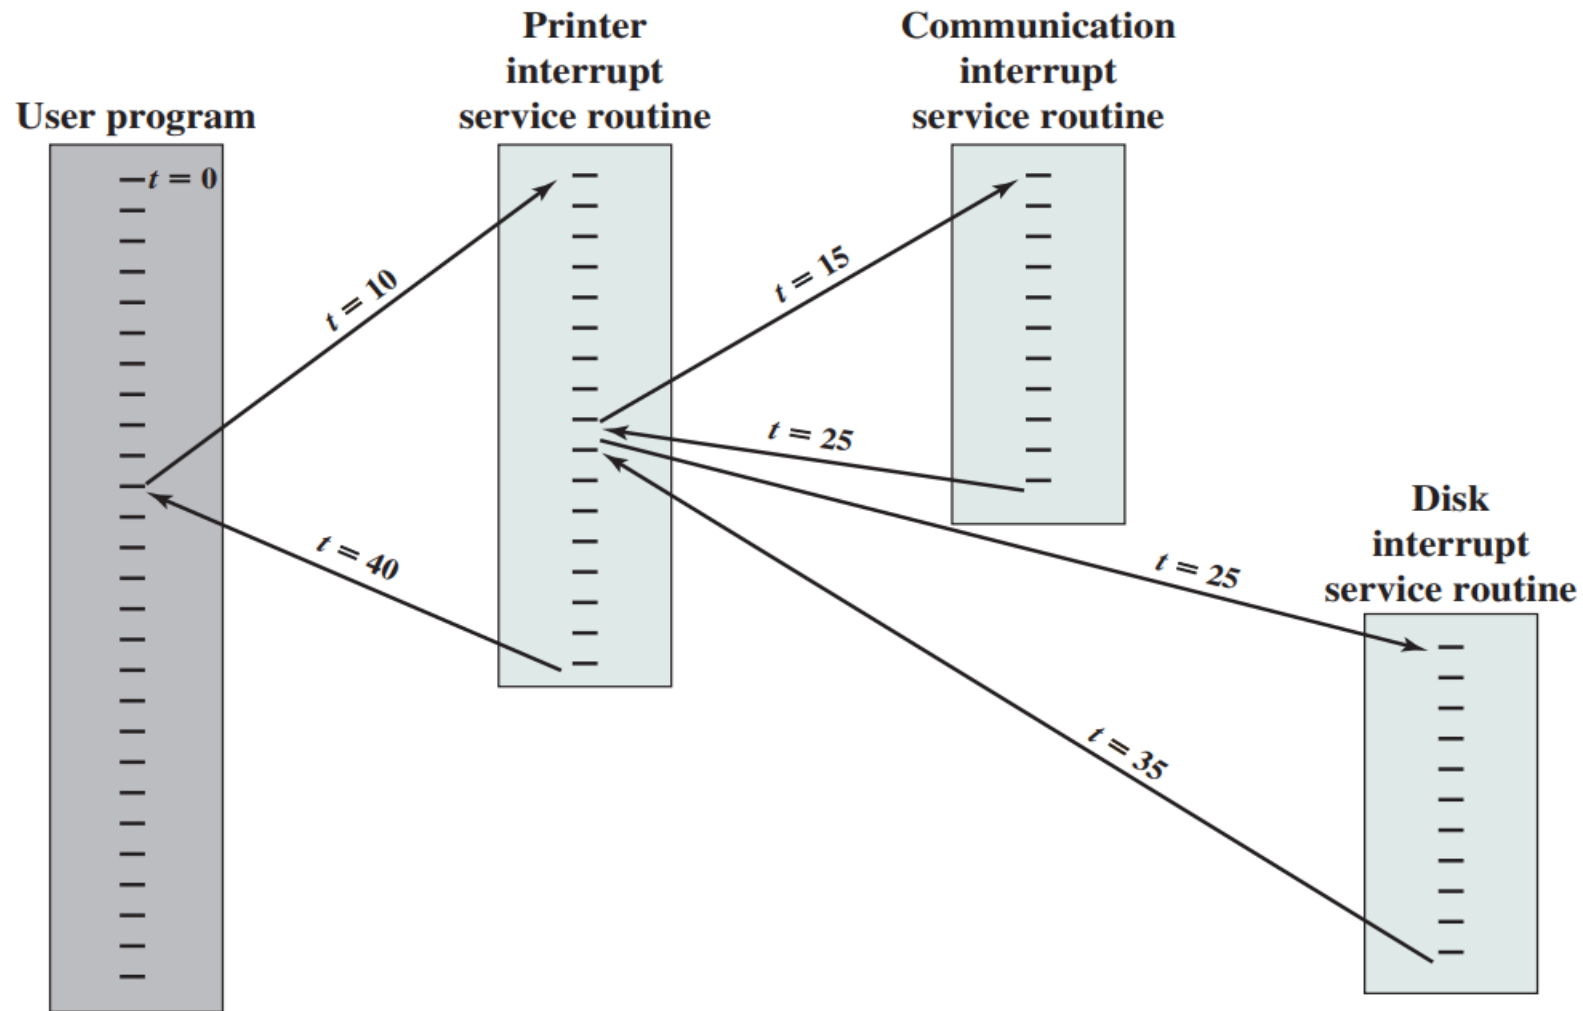 Printer
interrupt
service routine
Communication
interrupt
service routine
User program
t = 0
t = 10
t = 15
t = 25
t = 40
Disk
interrupt
service routine
t = 25
t = 35